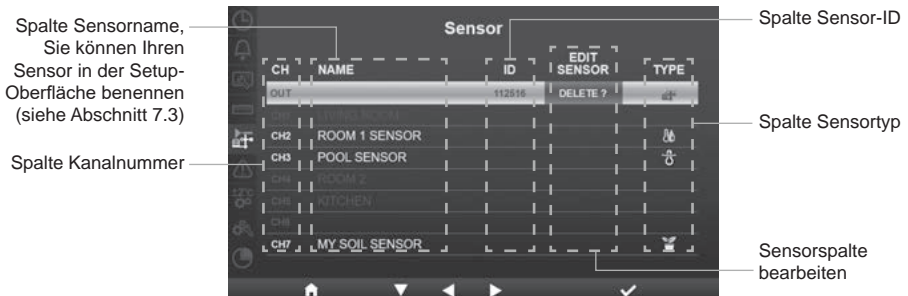 Spalte Sensorname,
Sie können Ihren
Sensor in der Setup-
Oberfläche benennen
(siehe Abschnitt 7.3)
Spalte Kanalnummer
Sensor
CH NAME ID EDIT SENSOR TYPE
OUT 112516 DELETE ?
CH1 LIVING ROOM
CH2 ROOM 1 SENSOR
CH3 POOL SENSOR
CH4 ROOM 2
CH5 KITCHEN
CH6
CH7 MY SOIL SENSOR
Spalte Sensor-ID
Spalte Sensortyp
Sensorspalte
bearbeiten